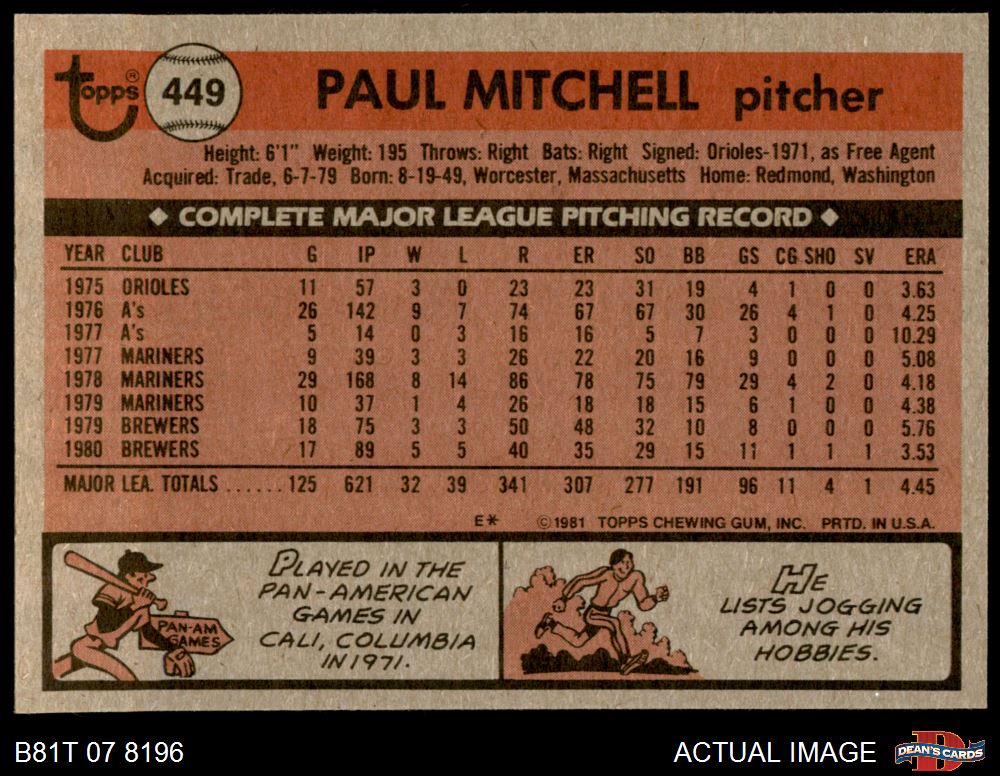 Topps® 449 PAUL MITCHELL pitcher
Height: 6'1" Weight: 195 Throws: Right Bats: Right Signed: Orioles-1971, as Free Agent
Acquired: Trade, 6-7-79 Born: 8-19-49, Worcester, Massachusetts Home: Redmond, Washington
◆ COMPLETE MAJOR LEAGUE PITCHING RECORD ◆
YEAR CLUB G IP W L R ER SO BB GS CG SHO SV ERA
1975 ORIOLES 11 57 3 0 23 23 31 19 4 1 0 0 3.63
1976 A's 26 142 9 7 74 67 67 30 26 4 1 0 4.25
1977 A's 5 14 0 3 16 16 5 7 3 0 0 0 10.29
1977 MARINERS 9 39 3 3 26 22 20 16 9 0 0 0 5.08
1978 MARINERS 29 168 8 14 86 78 75 79 29 4 2 0 4.18
1979 MARINERS 10 37 1 4 26 18 18 15 6 1 0 0 4.38
1979 BREWERS 18 75 3 3 50 48 32 10 8 0 0 0 5.76
1980 BREWERS 17 89 5 5 40 35 29 15 11 1 1 1 3.53
MAJOR LEA. TOTALS ...... 125 621 32 39 341 307 277 191 96 11 4 1 4.45
E* ©1981 TOPPS CHEWING GUM, INC. PRTD. IN U.S.A.
PAN-AM
GAMES
PLAYED IN THE
PAN-AMERICAN
GAMES IN
CALI, COLUMBIA
IN 1971.
HE
LISTS JOGGING
AMONG HIS
HOBBIES.
B81T 07 8196 ACTUAL IMAGE DEAN'S CARDS